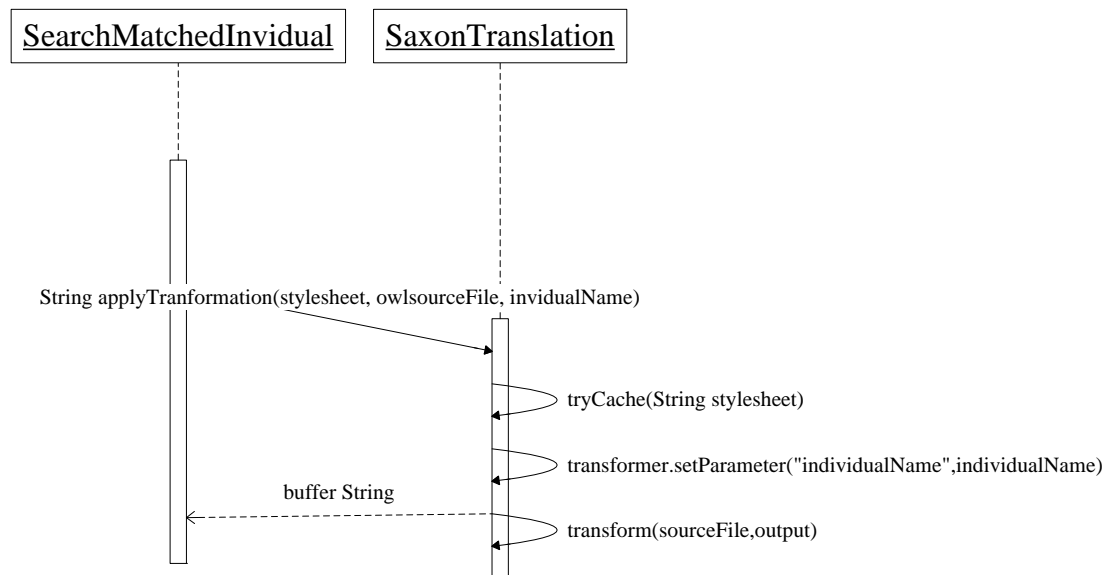 SearchMatchedInvidual
SaxonTranslation
String applyTranformation(stylesheet, owlsourceFile, invidualName)
tryCache(String stylesheet)
transformer.setParameter("individualName",individualName)
buffer String
transform(sourceFile,output)